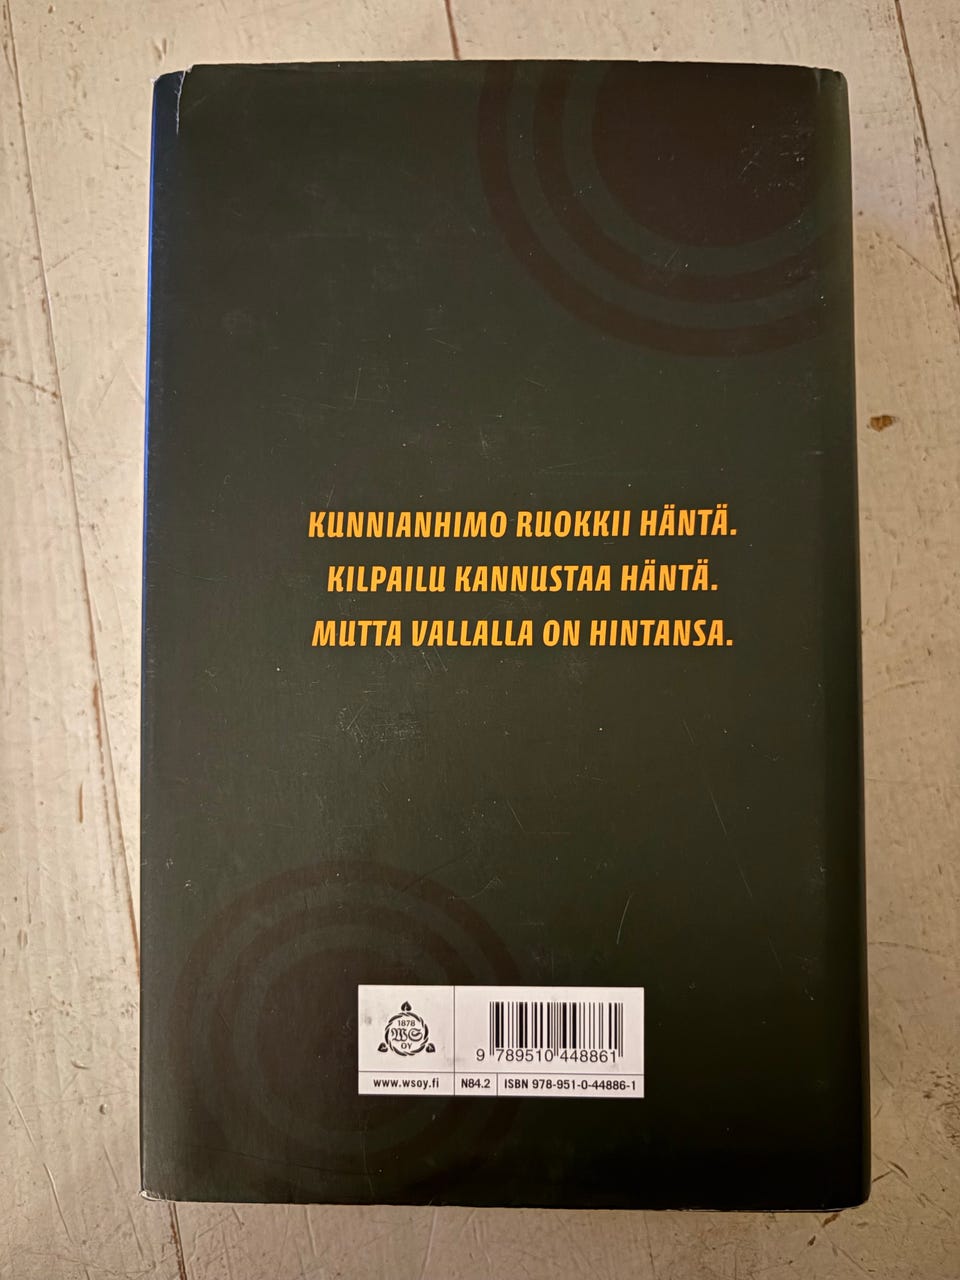 KUNNIANHIMO RUOKKII HÄNTÄ.
KILPAILU KANNUSTAA HÄNTÄ.
MUTTA VALLALLA ON HINTANSA.
1878
WS
OY
9 789510 448861
www.wsoy.fi N84.2 ISBN 978-951-0-44886-1